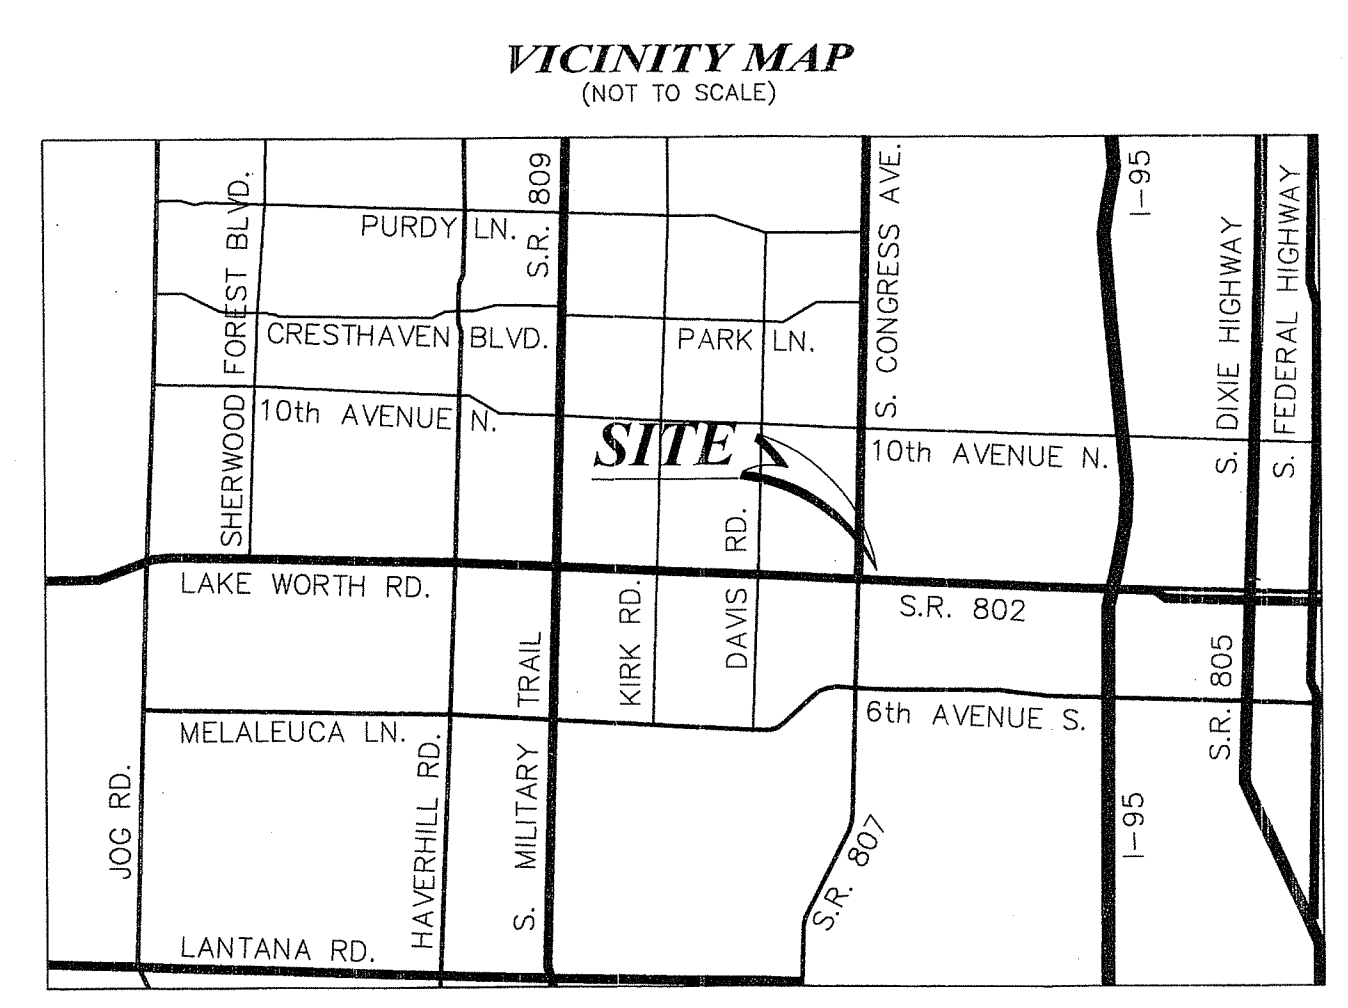 VICINITY MAP
(NOT TO SCALE)
SHERWOOD FOREST BLVD.
PURDY LN.
S.R. 809
S. CONGRESS AVE.
I-95
S. DIXIE HIGHWAY
S. FEDERAL HIGHWAY
CRESTHAVEN BLVD.
PARK LN.
10th AVENUE N.
SITE
10th AVENUE N.
LAKE WORTH RD.
KIRK RD.
DAVIS RD.
S.R. 802
S.R. 805
MELALEUCA LN.
6th AVENUE S.
JOG RD.
HAVERHILL RD.
S. MILITARY TRAIL
S.R. 807
I-95
LANTANA RD.